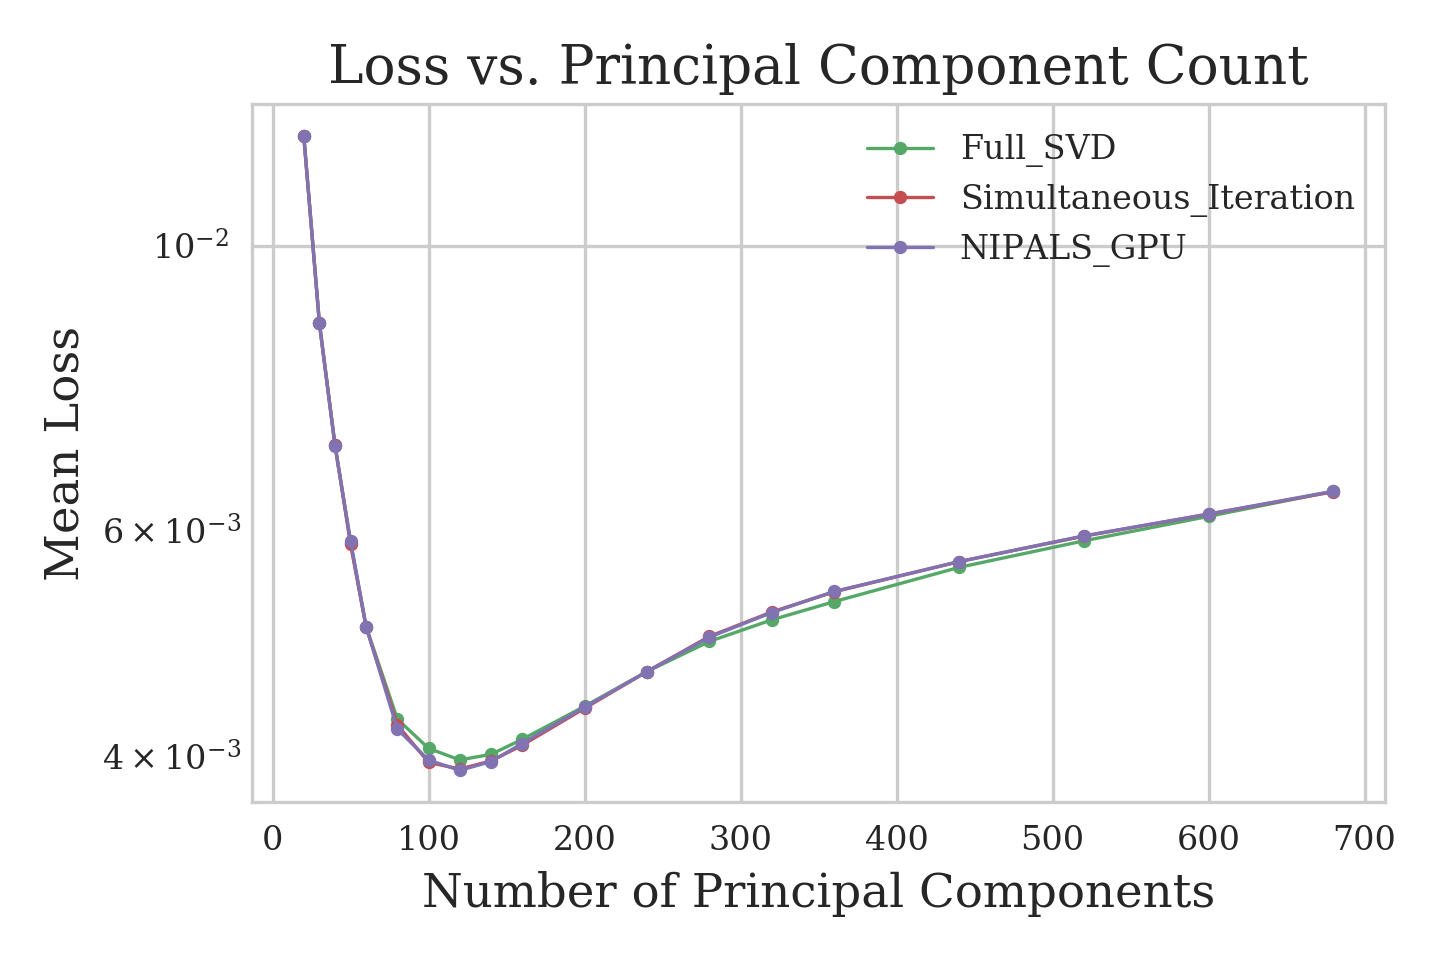 Loss vs. Principal Component Count
Full_SVD
Simultaneous_Iteration
NIPALS_GPU
Mean Loss
10⁻²
6 × 10⁻³
4 × 10⁻³
0 100 200 300 400 500 600 700
Number of Principal Components